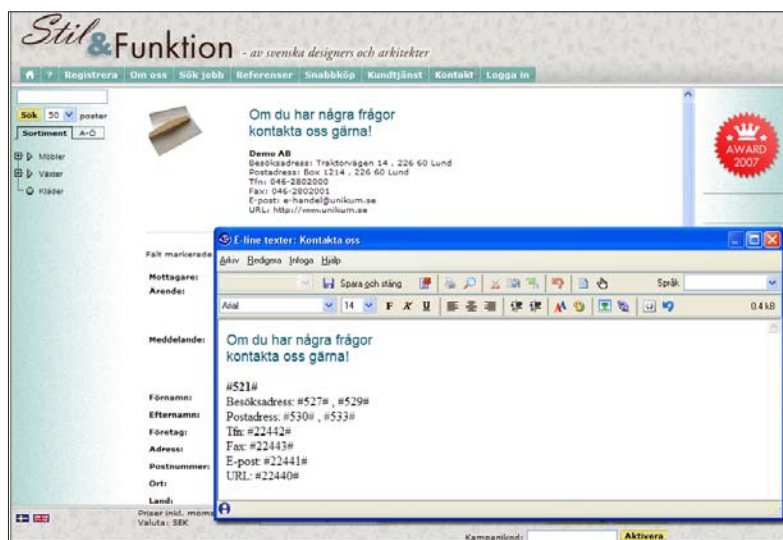 Stil&Funktion - av svenska designers och arkitekter
? Registrera Om oss Sök jobb Referenser Snabbköp Kundtjänst Kontakt Logga in
Sök 50 poster
Sortiment A-Ö
Möbler
Växter
Kläder
Om du har några frågor
kontakta oss gärna!
Demo AB
Besöksadress: Traktorvägen 14 , 226 60 Lund
Postadress: Box 1214 , 226 60 Lund
Tfn: 046-2802000
Fax: 046-2802001
E-post: e-handel@unikum.se
URL: http://www.unikum.se
AWARD
2007
Fält markerade
Mottagare:
Ärende:
Meddelande:
Förnamn:
Efternamn:
Företag:
Adress:
Postnummer:
Ort:
Land:
E-line texter: Kontakta oss
Arkiv Redigera Infoga Hjälp
Spara och stäng Språk
Arial 14 F K U 0.4 kB
Om du har några frågor
kontakta oss gärna!
#521#
Besöksadress: #527# , #529#
Postadress: #530# , #533#
Tfn: #22442#
Fax: #22443#
E-post: #22441#
URL: #22440#
Priser inkl. moms
Valuta: SEK
Kampanjkod: Aktivera